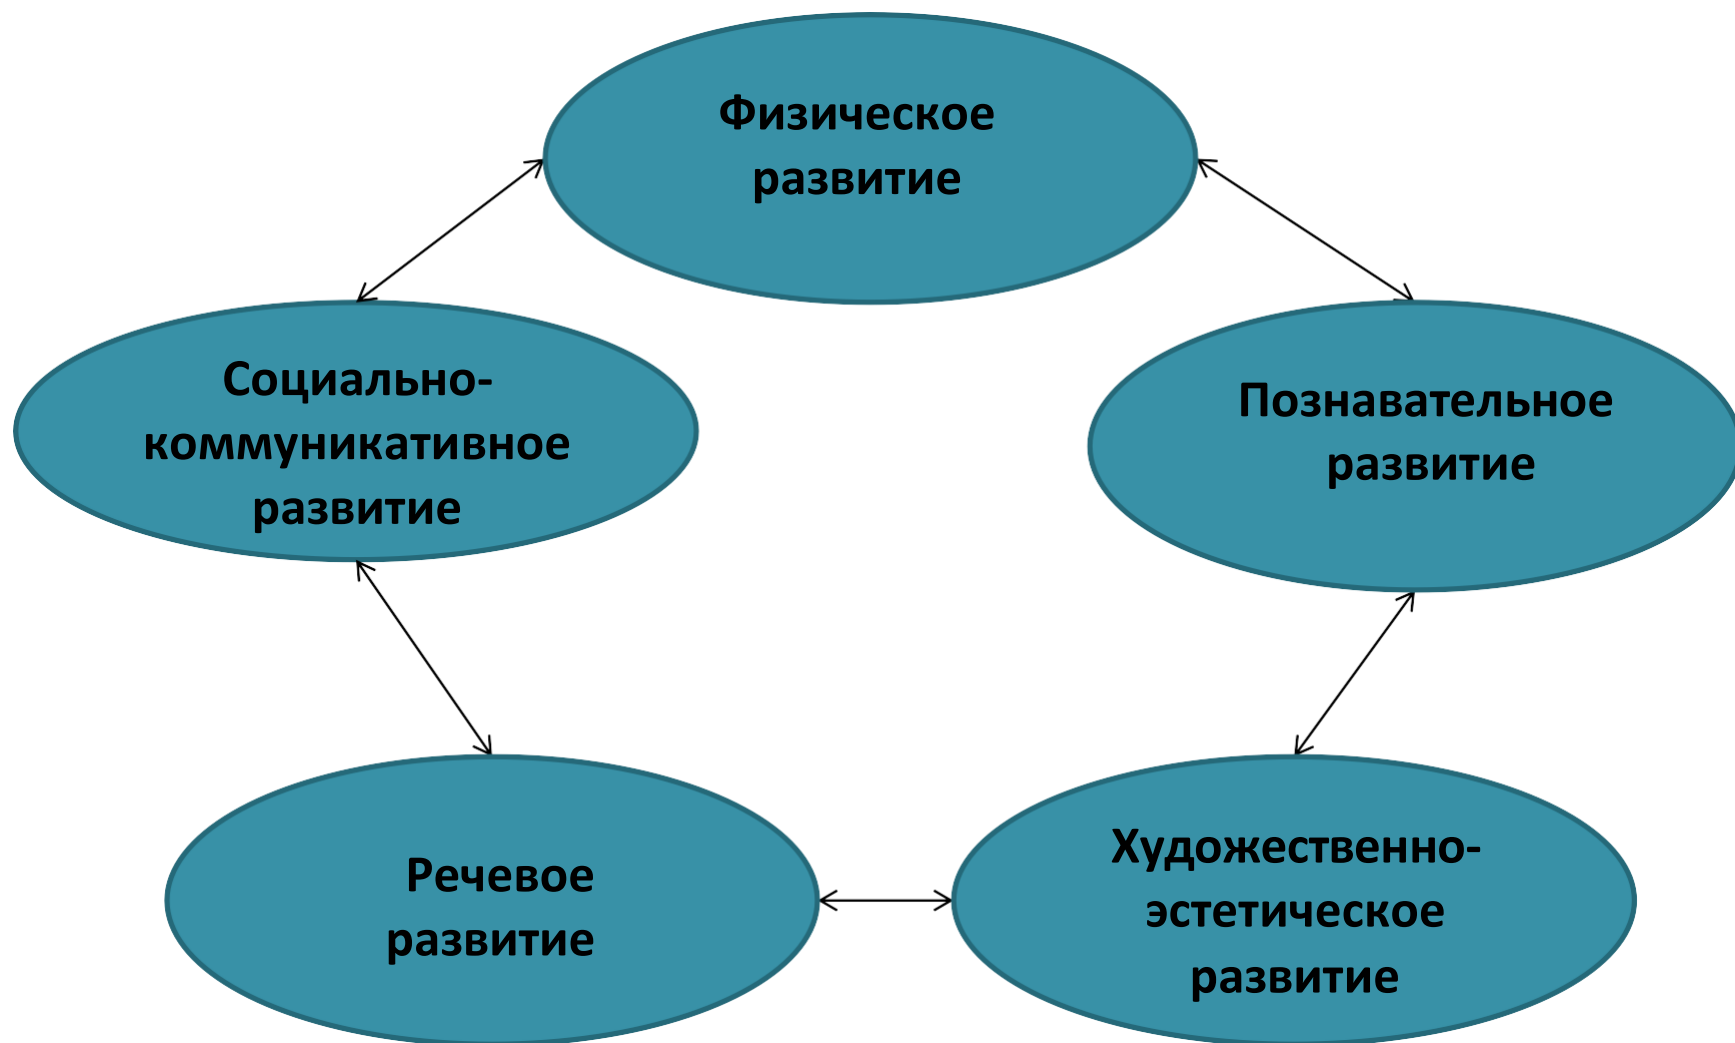 Физическое
развитие
Социально-
коммуникативное
развитие
Познавательное
развитие
Речевое
развитие
Художественно-
эстетическое
развитие